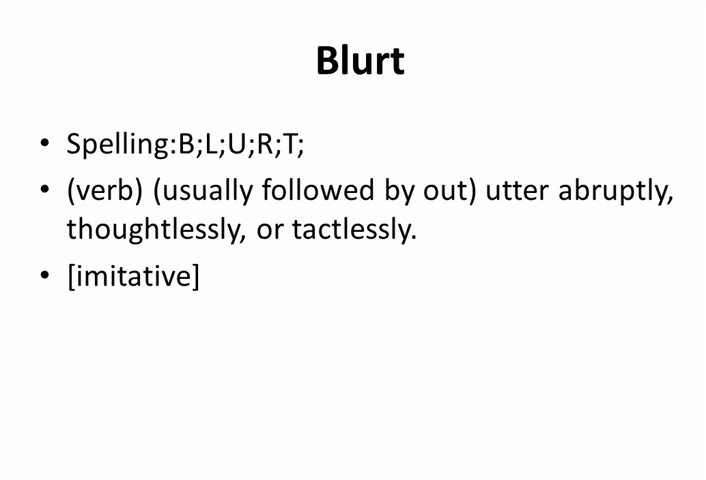 Blurt
• Spelling:B;L;U;R;T;
• (verb) (usually followed by out) utter abruptly,
thoughtlessly, or tactlessly.
• [imitative]